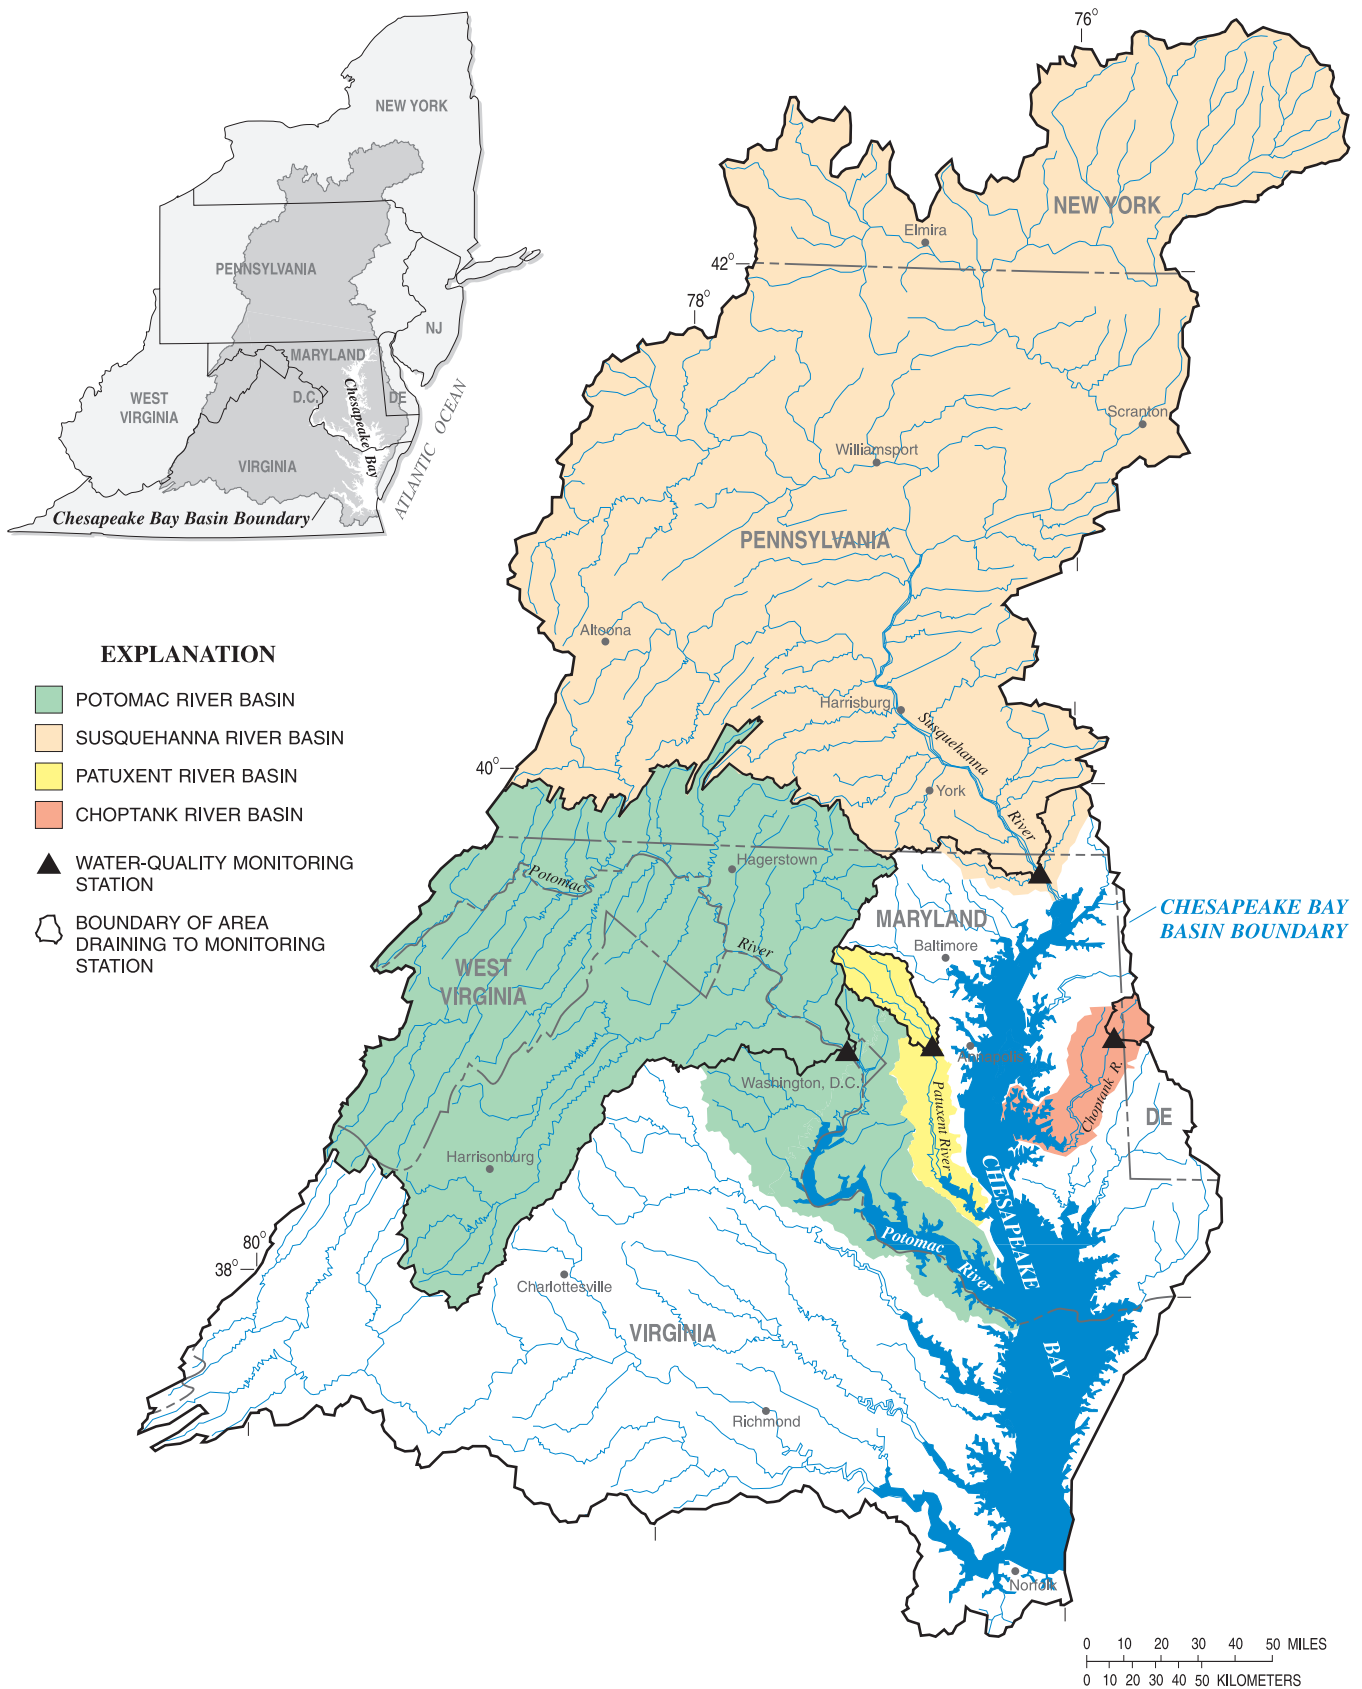 NEW YORK
PENNSYLVANIA
NJ
MARYLAND
WEST
VIRGINIA
D.C.
DE
Chesapeake Bay
VIRGINIA
ATLANTIC OCEAN
Chesapeake Bay Basin Boundary
EXPLANATION
POTOMAC RIVER BASIN
SUSQUEHANNA RIVER BASIN
PATUXENT RIVER BASIN
CHOPTANK RIVER BASIN
WATER-QUALITY MONITORING
STATION
BOUNDARY OF AREA
DRAINING TO MONITORING
STATION
76°
NEW YORK
Elmira
42°
78°
Scranton
Williamsport
PENNSYLVANIA
Altoona
Harrisburg
Susquehanna
River
40°
York
Hagerstown
Potomac
River
MARYLAND
Baltimore
CHESAPEAKE BAY
BASIN BOUNDARY
WEST
VIRGINIA
Annapolis
Washington, D.C.
Patuxent River
Choptank R.
DE
Harrisonburg
CHESAPEAKE
BAY
Potomac
River
80°
38°
Charlottesville
VIRGINIA
Richmond
Norfolk
0 10 20 30 40 50 MILES
0 10 20 30 40 50 KILOMETERS